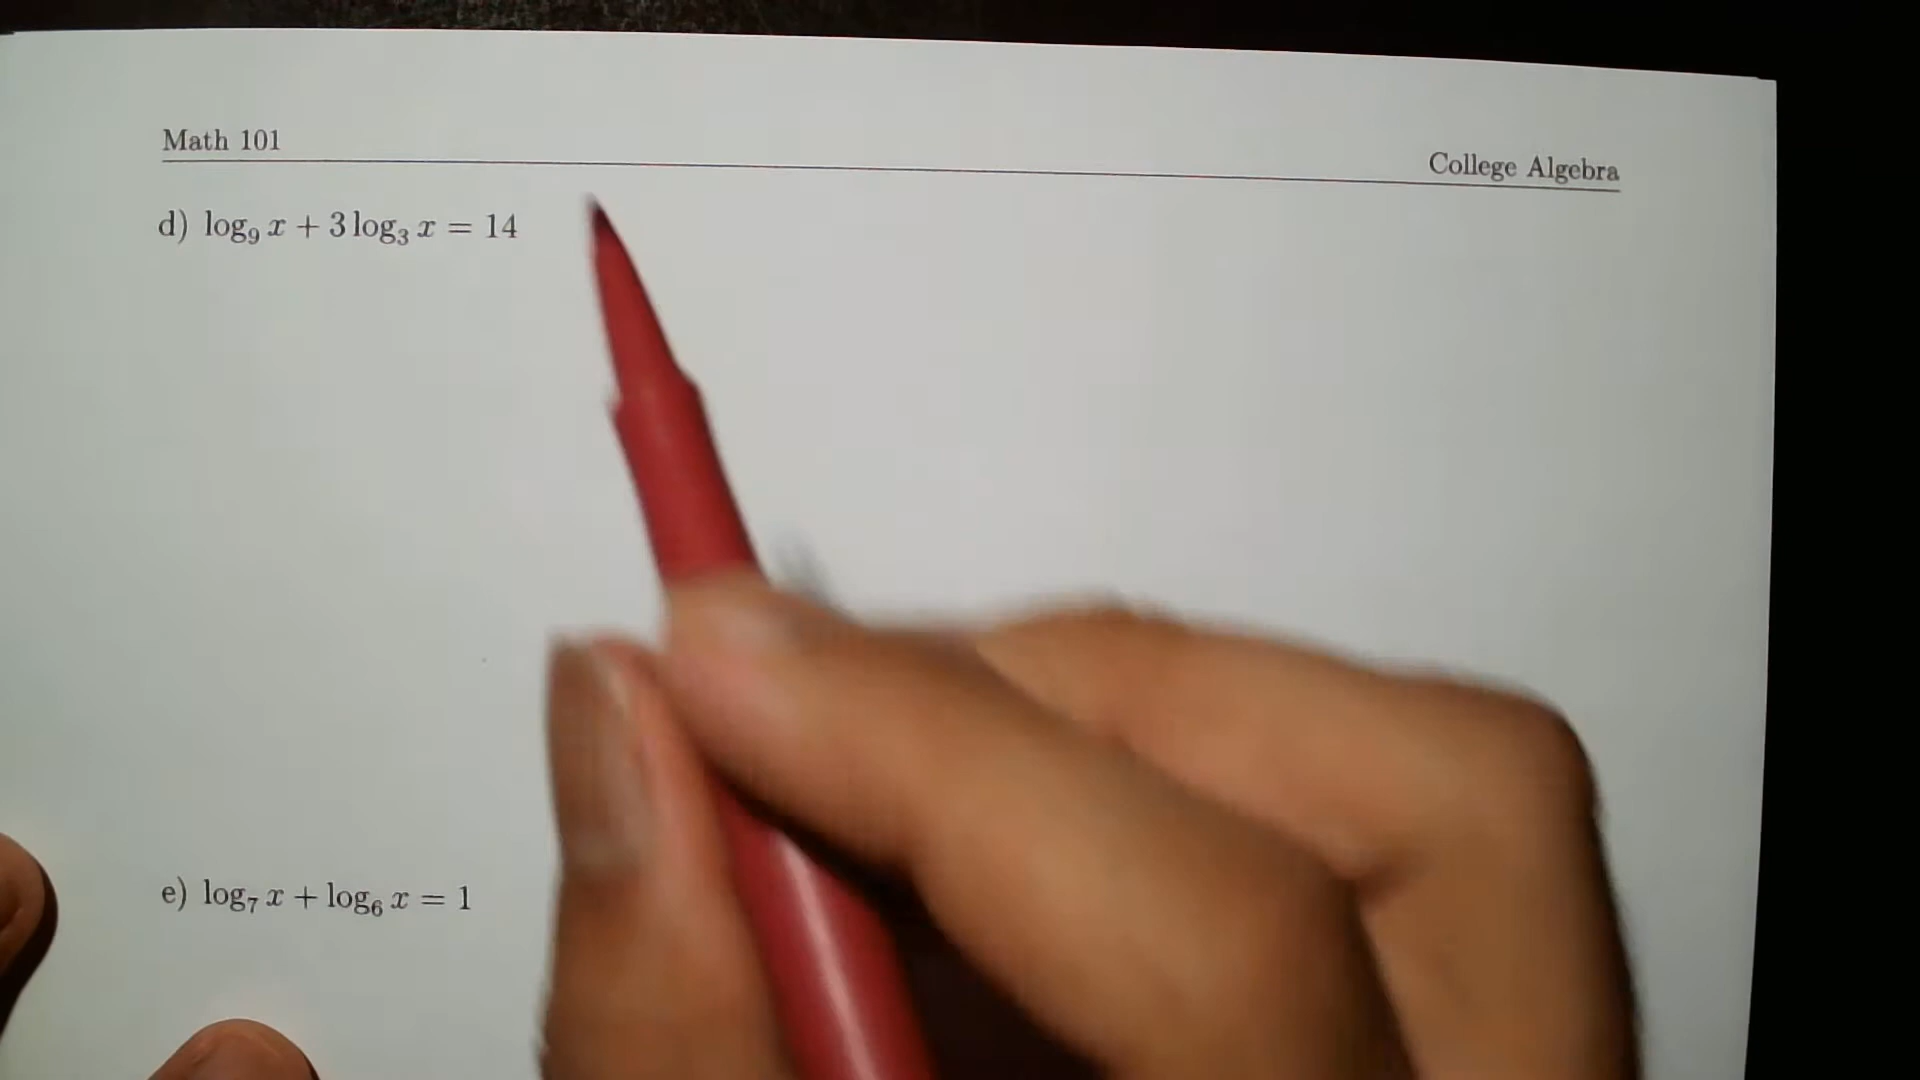 Math 101
College Algebra
d) log₉ x + 3 log₃ x = 14
e) log₇ x + log₆ x = 1